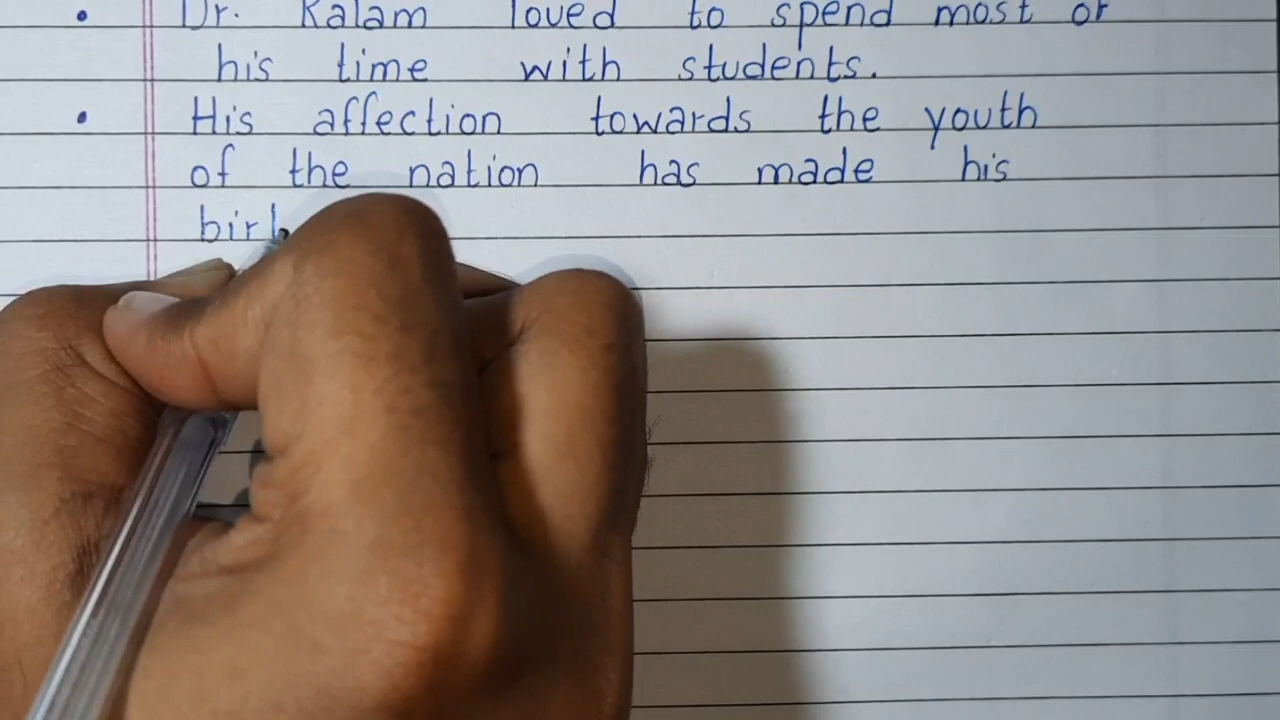 • Dr. Kalam loved to spend most of
his time with students.
• His affection towards the youth
of the nation has made his